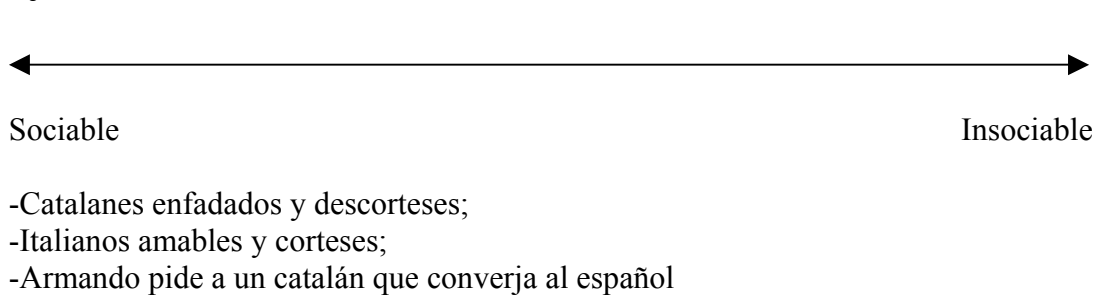 Sociable Insociable
-Catalanes enfadados y descorteses;
-Italianos amables y corteses;
-Armando pide a un catalán que converja al español